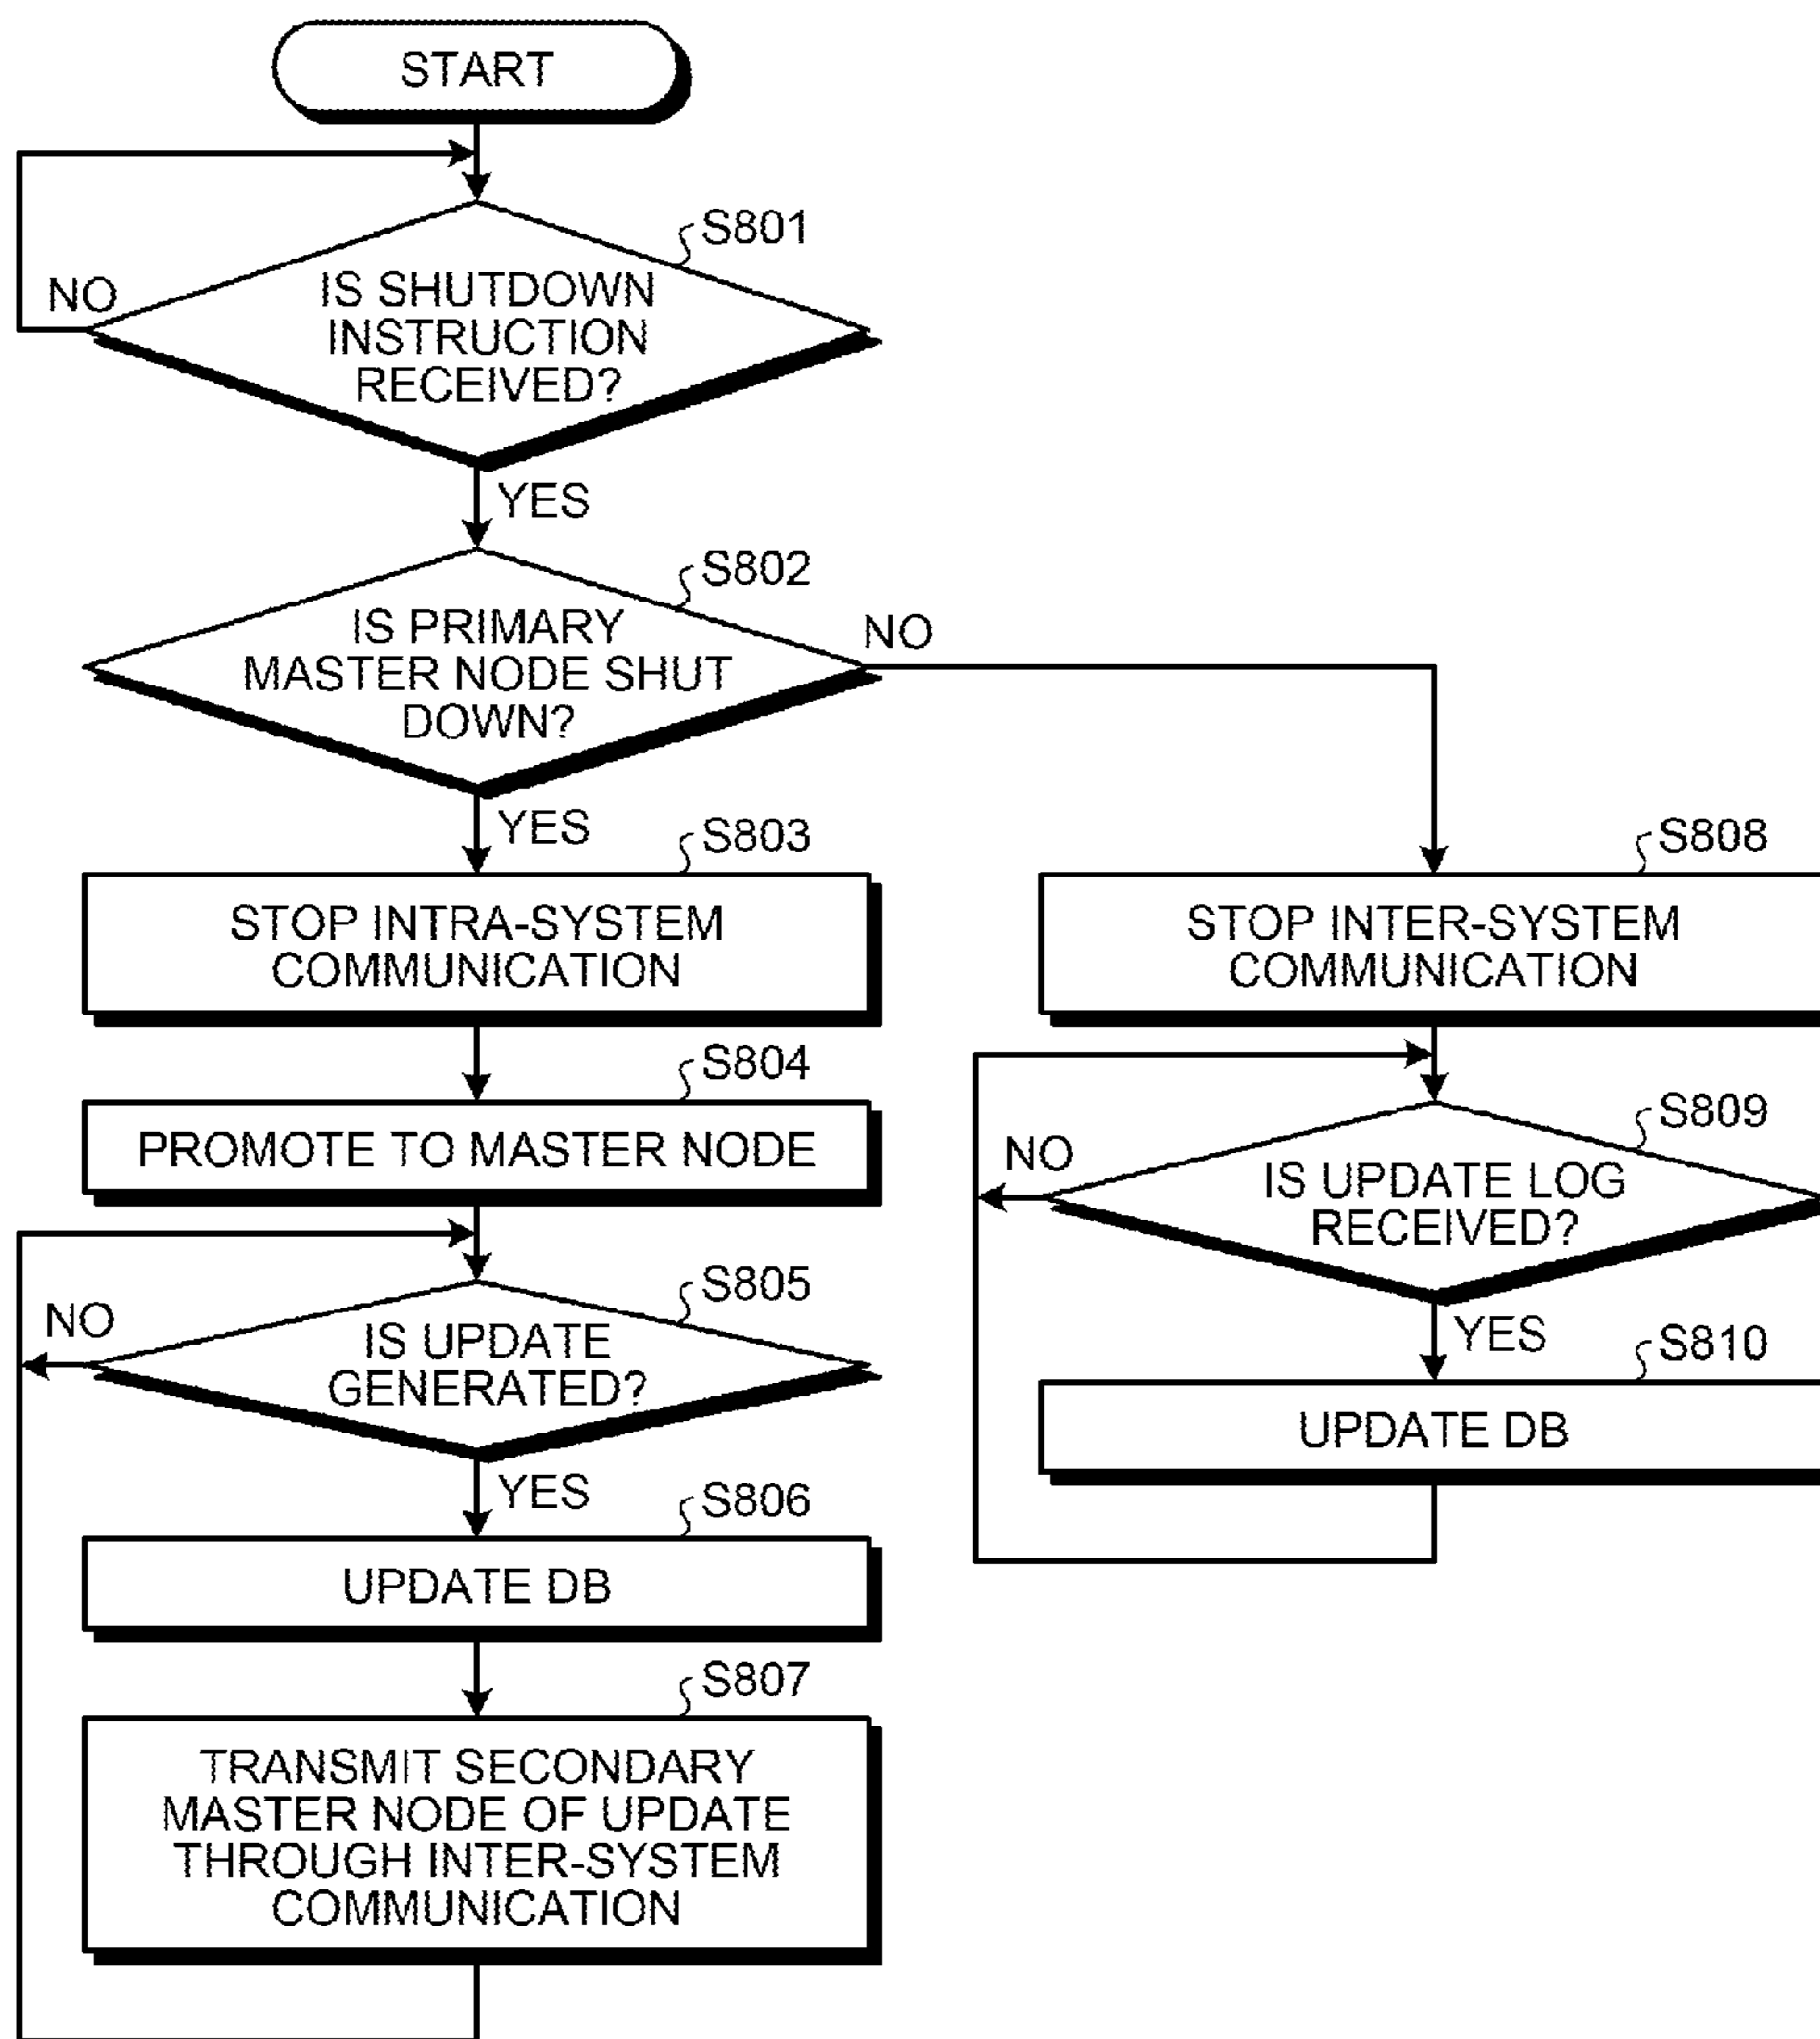 START
S801
IS SHUTDOWN
INSTRUCTION
RECEIVED?
NO
YES
S802
IS PRIMARY
MASTER NODE SHUT
DOWN?
NO
YES
S803
STOP INTRA-SYSTEM
COMMUNICATION
S804
PROMOTE TO MASTER NODE
S805
IS UPDATE
GENERATED?
NO
YES
S806
UPDATE DB
S807
TRANSMIT SECONDARY
MASTER NODE OF UPDATE
THROUGH INTER-SYSTEM
COMMUNICATION
S808
STOP INTER-SYSTEM
COMMUNICATION
S809
IS UPDATE LOG
RECEIVED?
NO
YES
S810
UPDATE DB